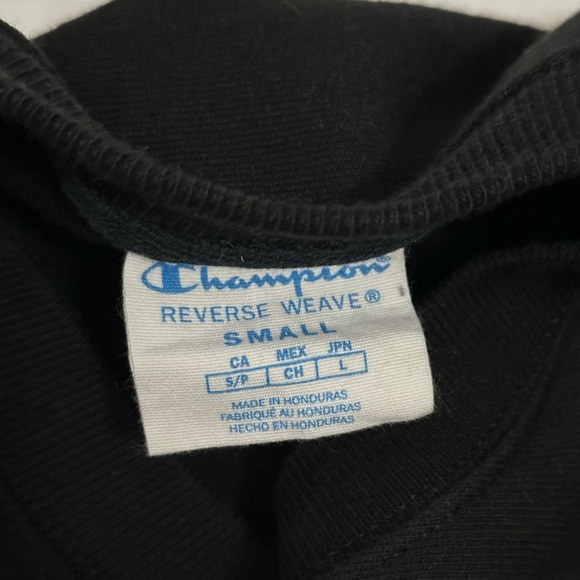 Champion®
REVERSE WEAVE®
SMALL
CA MEX JPN
S/P CH L
MADE IN HONDURAS
FABRIQUÉ AU HONDURAS
HECHO EN HONDURAS